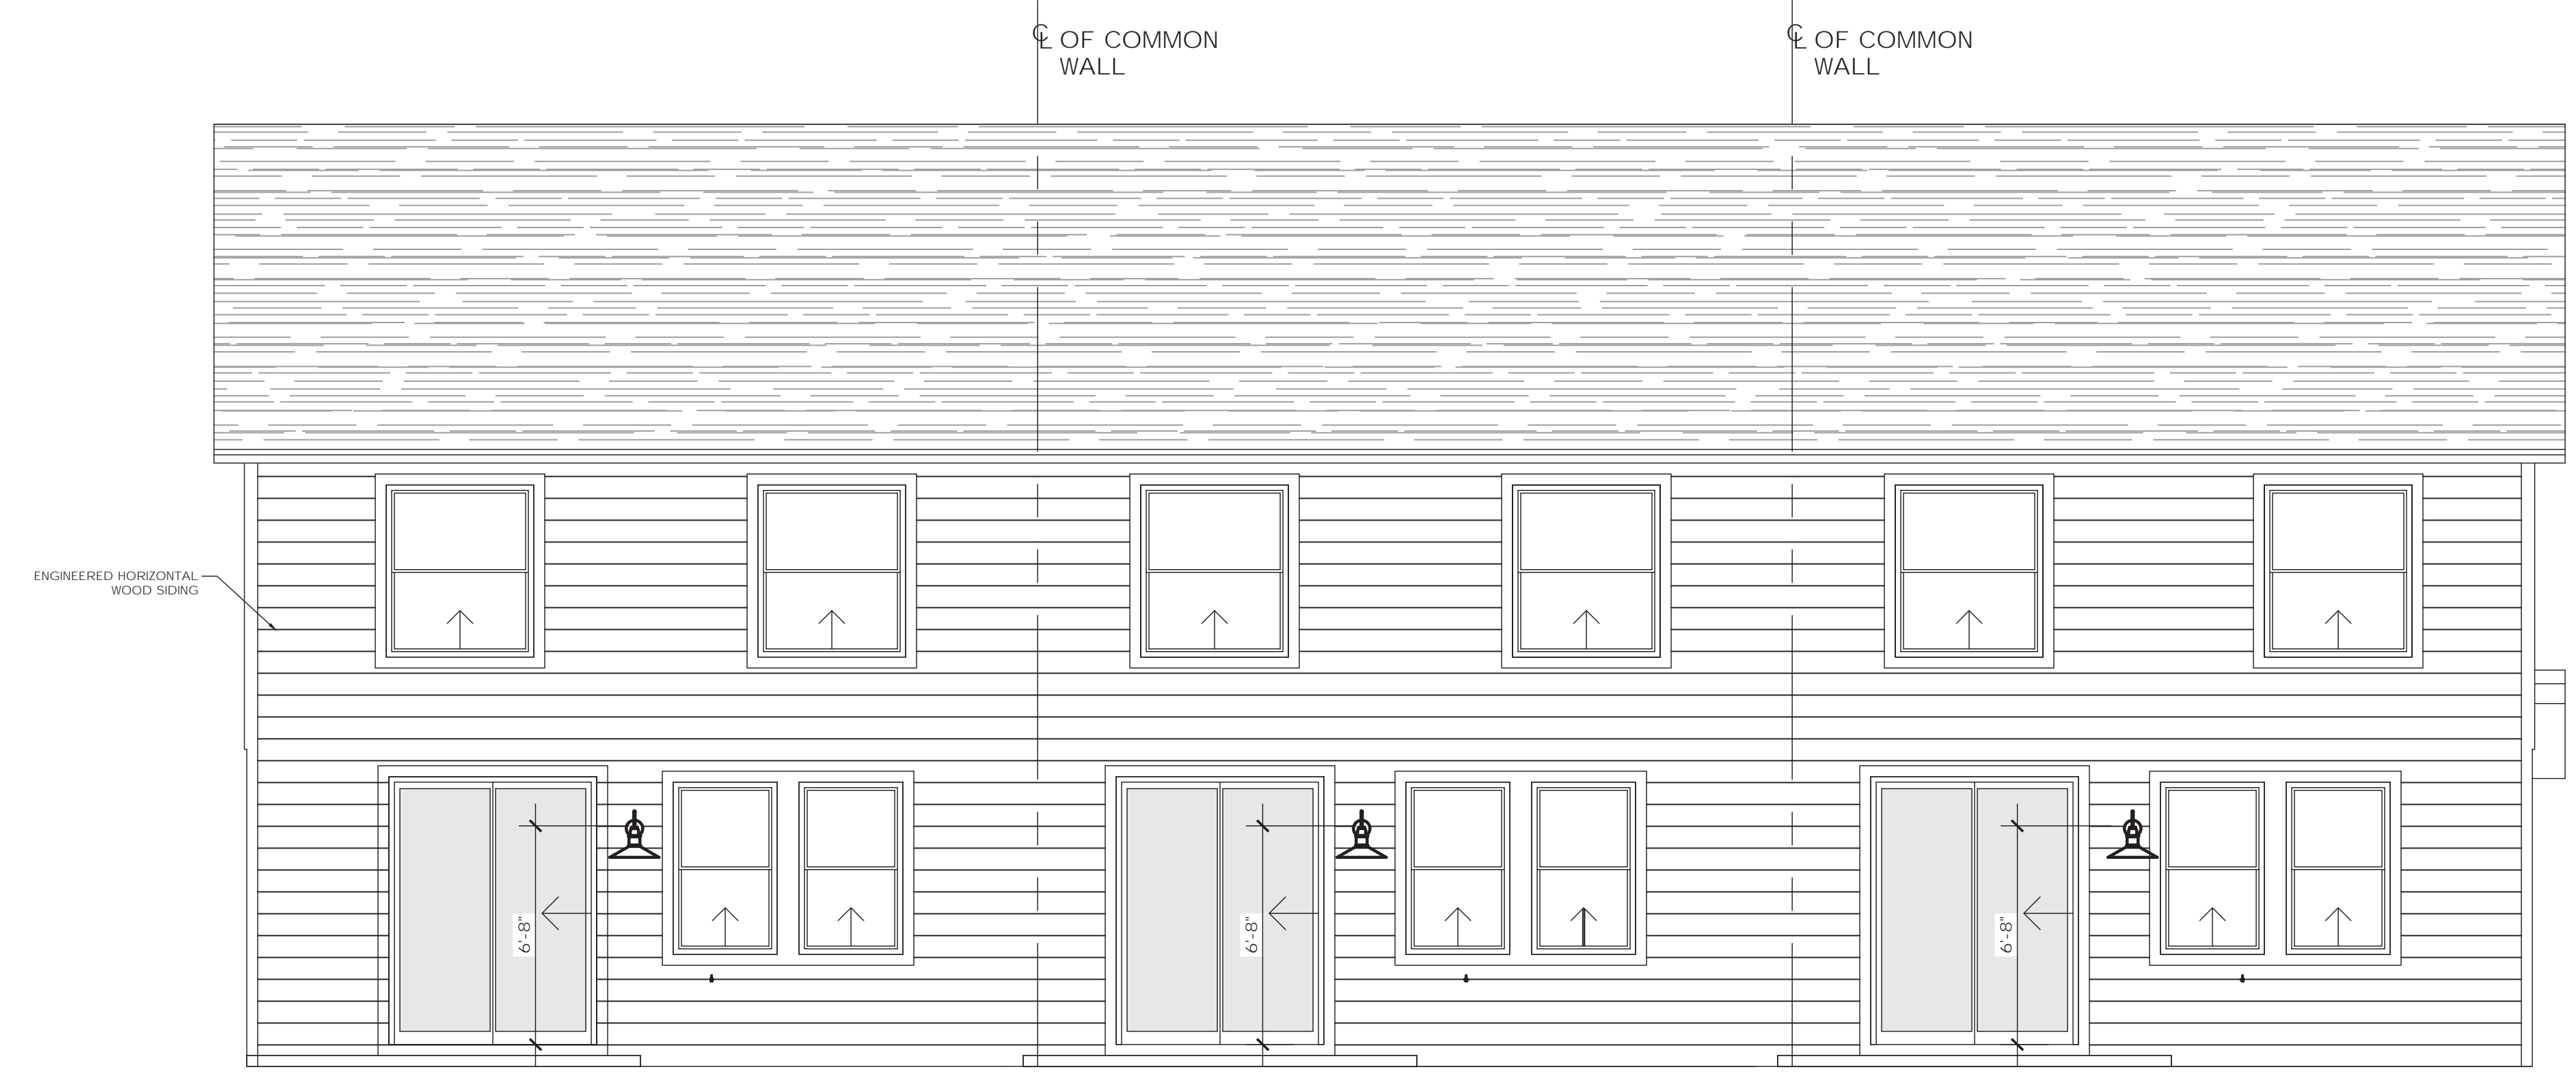 ℄ OF COMMON
WALL
℄ OF COMMON
WALL
ENGINEERED HORIZONTAL
WOOD SIDING
6'-8"
6'-8"
6'-8"